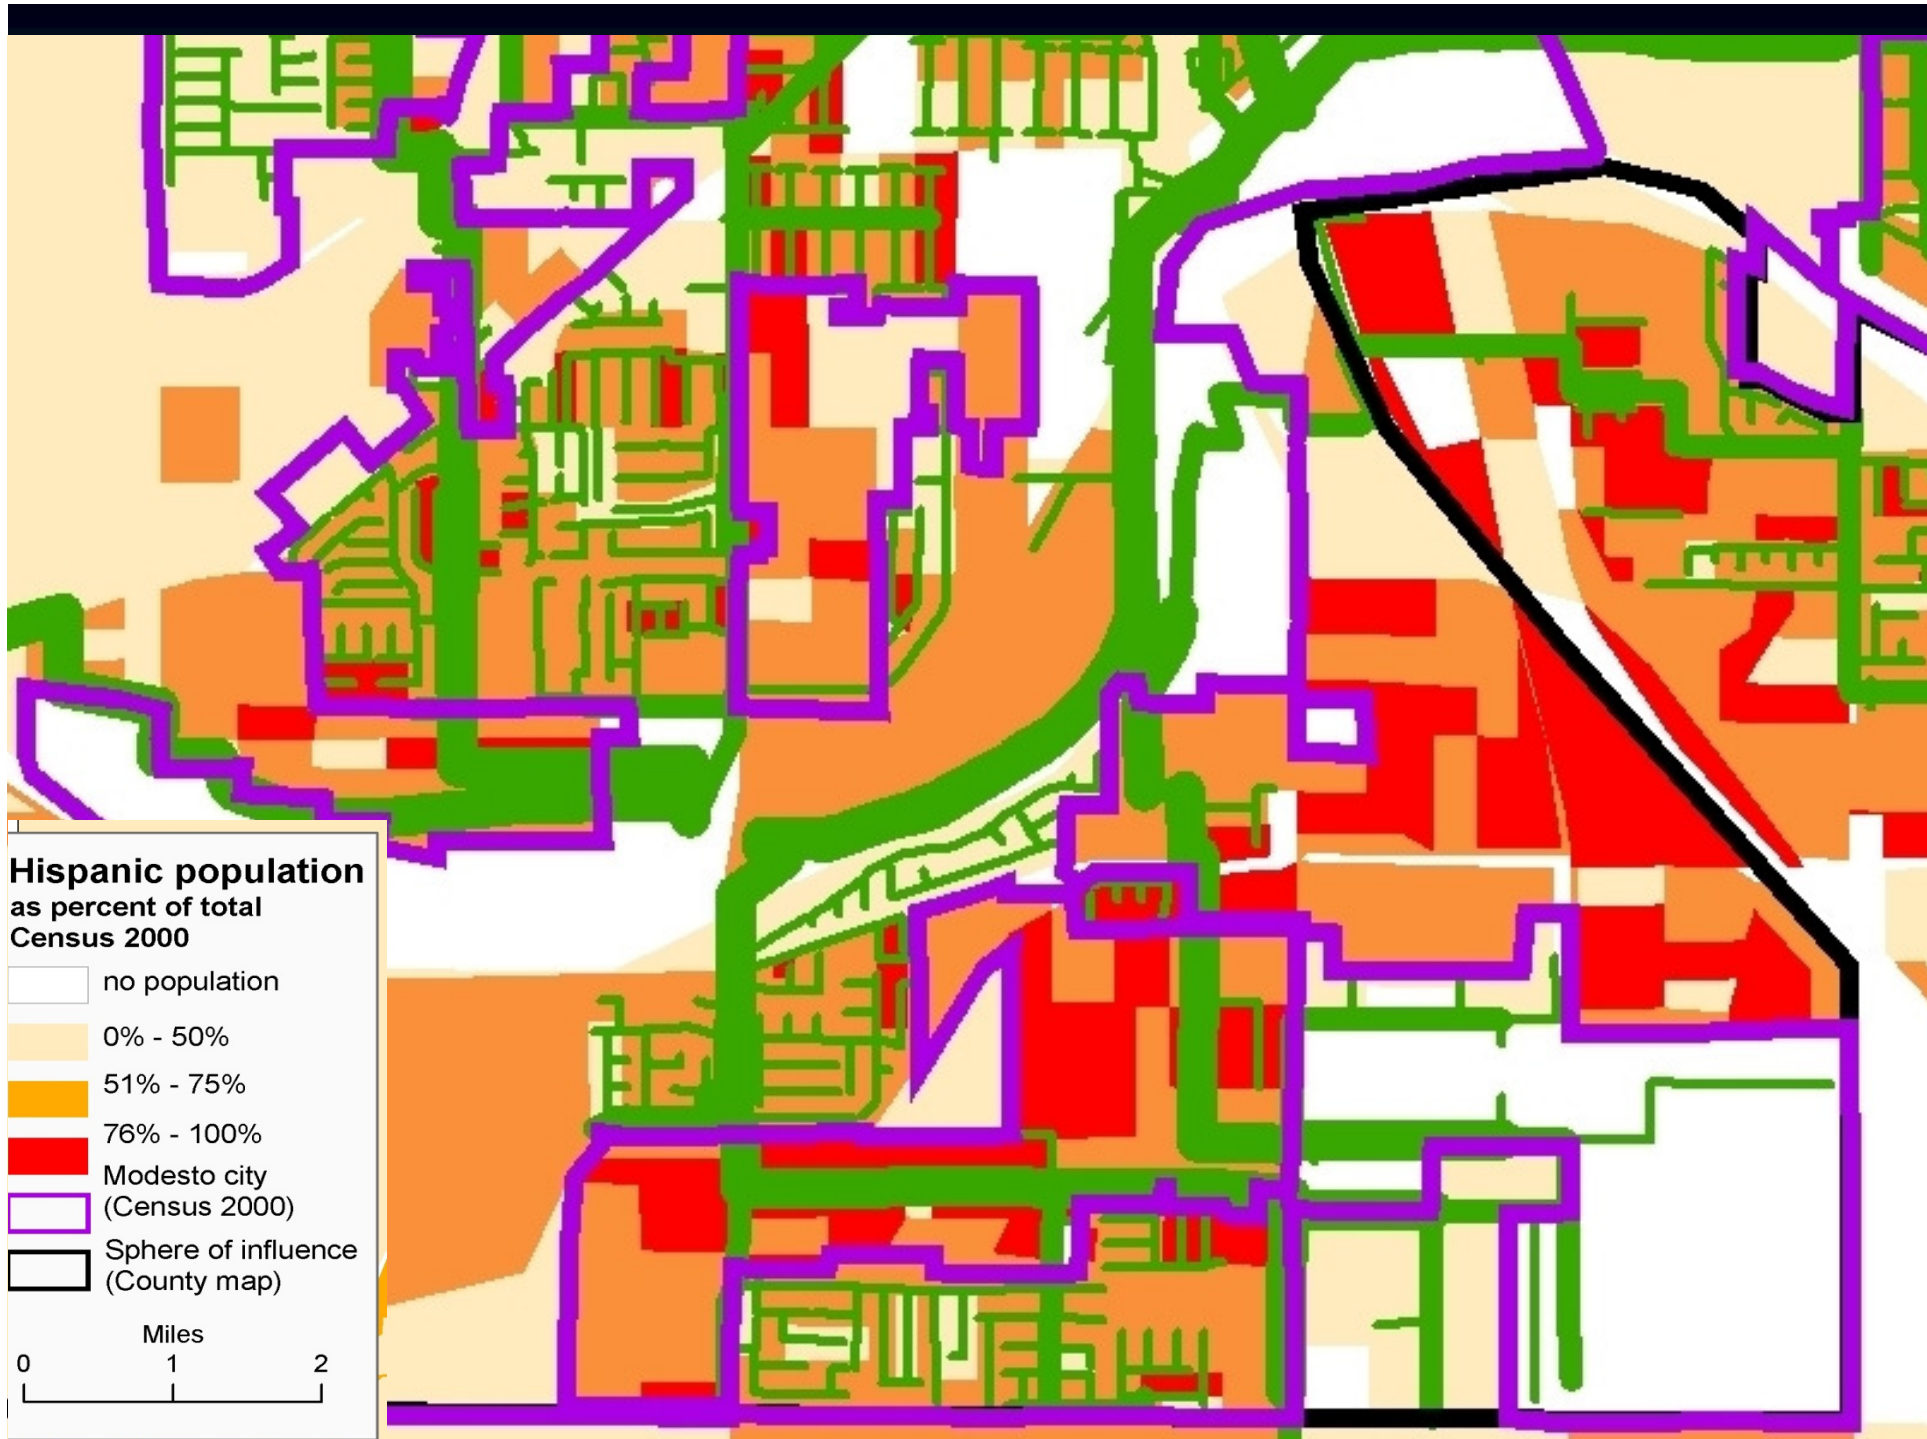 Hispanic population
as percent of total
Census 2000
no population
0% - 50%
51% - 75%
76% - 100%
Modesto city
(Census 2000)
Sphere of influence
(County map)
Miles
0 1 2